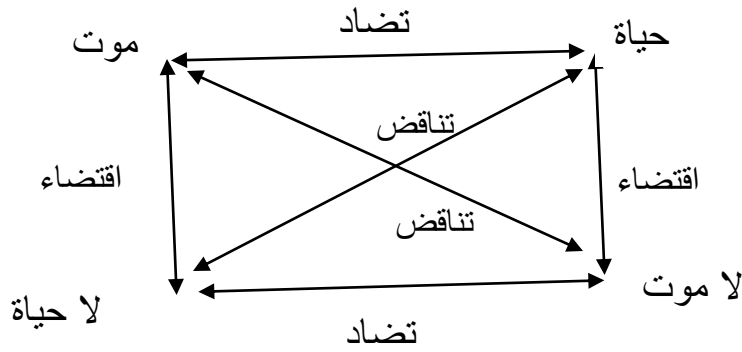 تضاد
حياة
موت
تناقض
اقتضاء
اقتضاء
تناقض
لا موت
لا حياة
تضاد